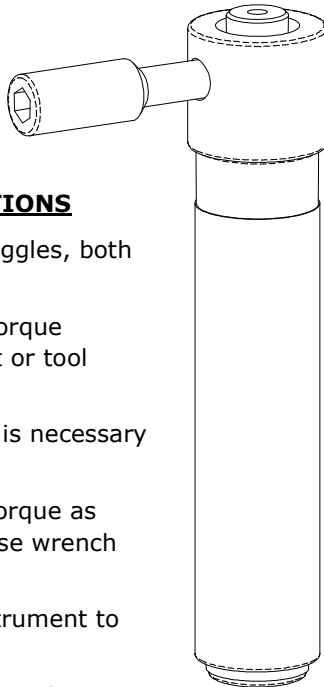 TIONS
ggles, both
orque
t or tool
is necessary
orque as
se wrench
trument to